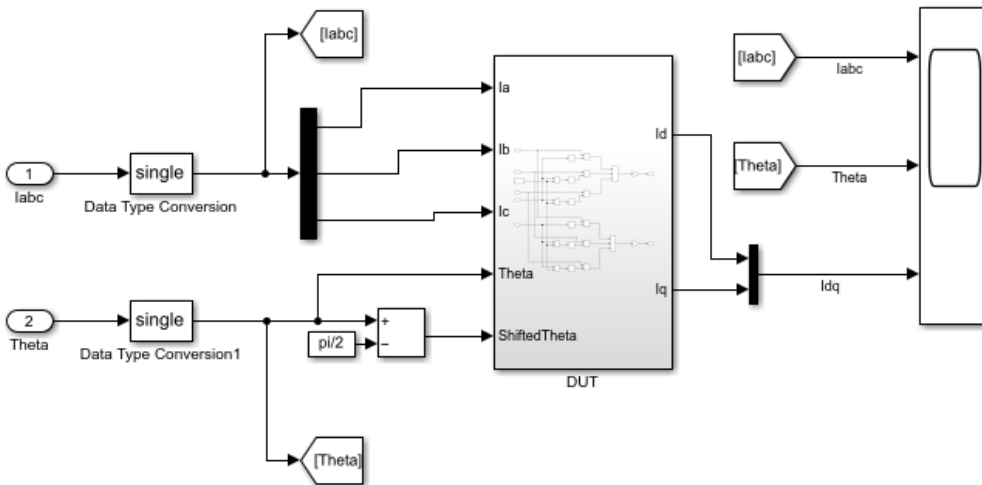 [Iabc]
[Iabc]
Iabc
Ia
Ib
Id
1
single
Iabc
Data Type Conversion
[Theta]
Theta
Ic
Theta
Iq
Idq
2
single
Theta
Data Type Conversion1
pi/2
+
−
ShiftedTheta
DUT
[Theta]